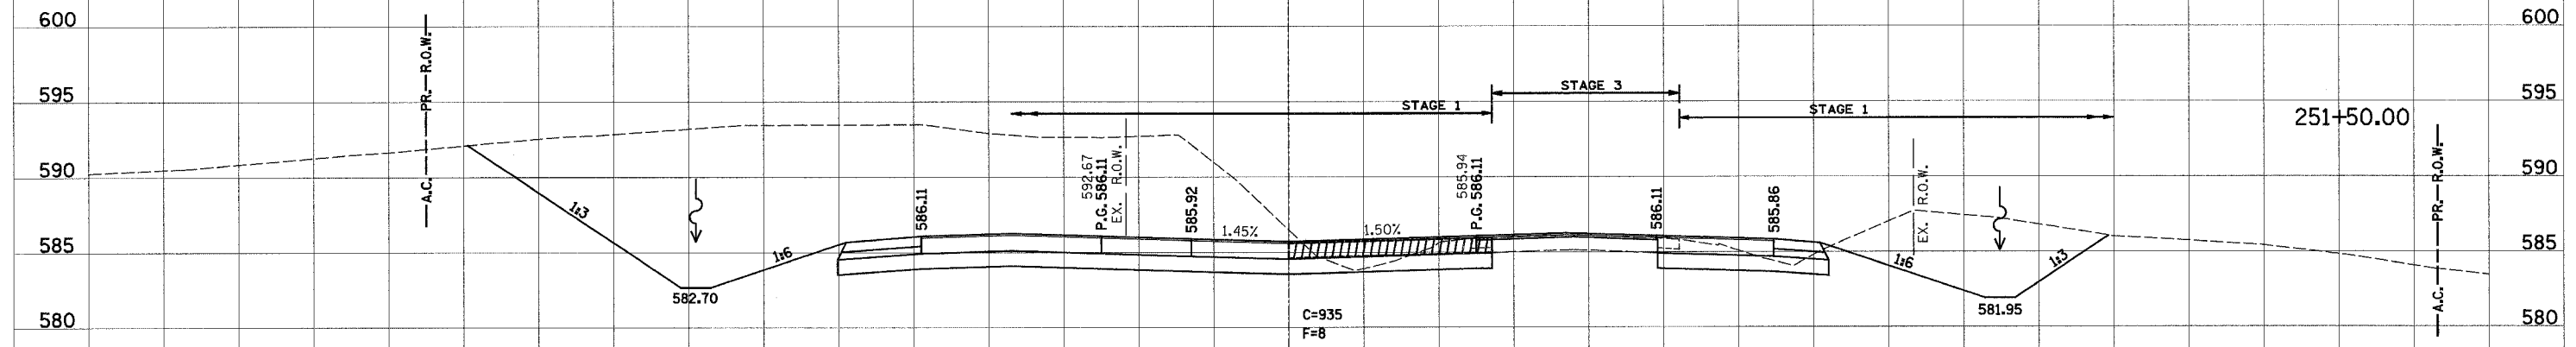 600 600
A.C. PR. R.O.W.
595 595
STAGE 3
STAGE 1
STAGE 1
251+50.00
590 590
A.C. PR. R.O.W.
1:3
586.11
592.67
P.G. 586.11
EX. R.O.W.
585.92
1.45%
1.50%
585.94
P.G. 586.11
586.11
585.86
EX. R.O.W.
585 585
1:6
1:6
1:3
582.70
581.95
580 580
C=935
F=8